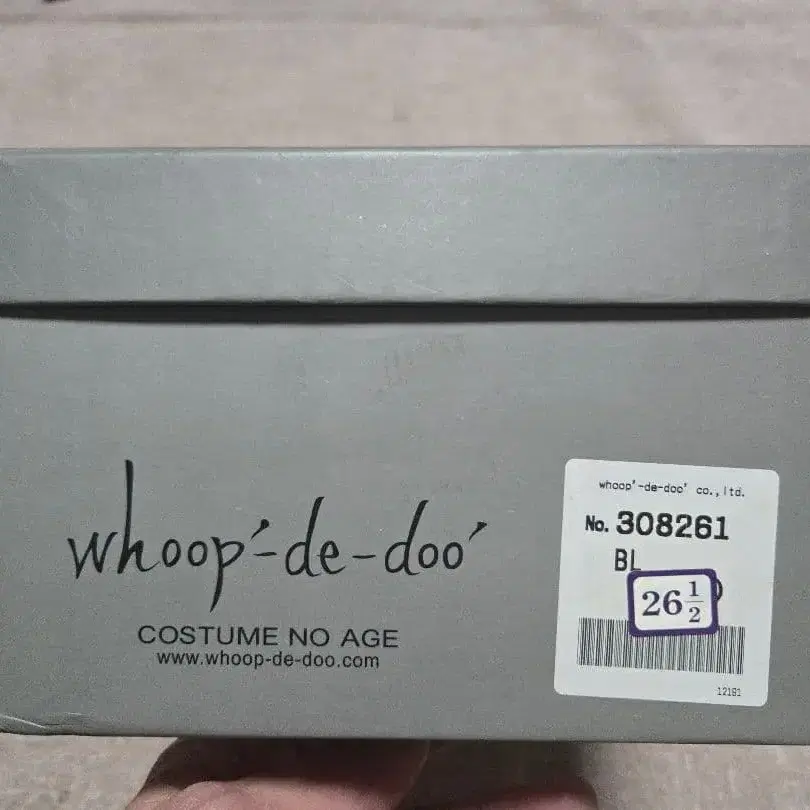 whoop'-de-doo'
COSTUME NO AGE
www.whoop-de-doo.com
whoop'-de-doo' co.,ltd.
No. 308261
BL
26 1/2
12181